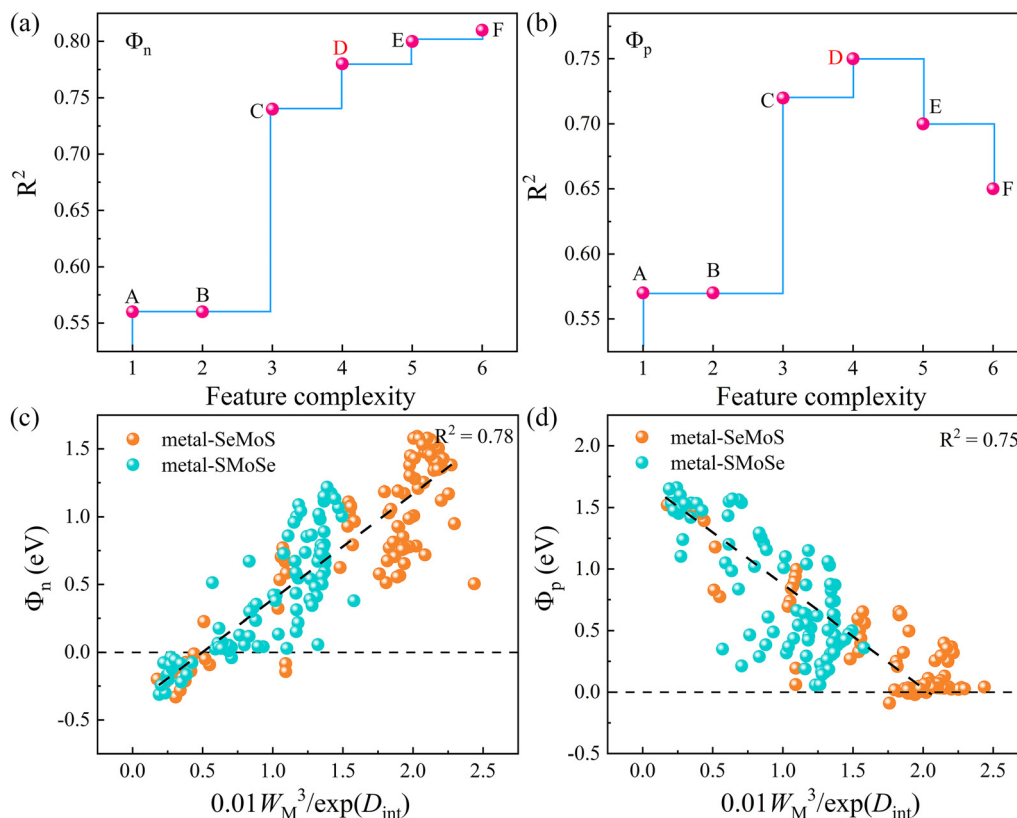 (a)
Φn
0.80
0.75
0.70
0.65
0.60
0.55
R²
A
B
C
D
E
F
1 2 3 4 5 6
Feature complexity
(b)
Φp
0.75
0.70
0.65
0.60
0.55
R²
A
B
C
D
E
F
1 2 3 4 5 6
Feature complexity
(c)
R² = 0.78
metal-SeMoS
metal-SMoSe
1.5
1.0
0.5
0.0
-0.5
Φn (eV)
0.0 0.5 1.0 1.5 2.0 2.5
0.01WM³/exp(Dint)
(d)
R² = 0.75
metal-SeMoS
metal-SMoSe
2.0
1.5
1.0
0.5
0.0
-0.5
Φp (eV)
0.0 0.5 1.0 1.5 2.0 2.5
0.01WM³/exp(Dint)